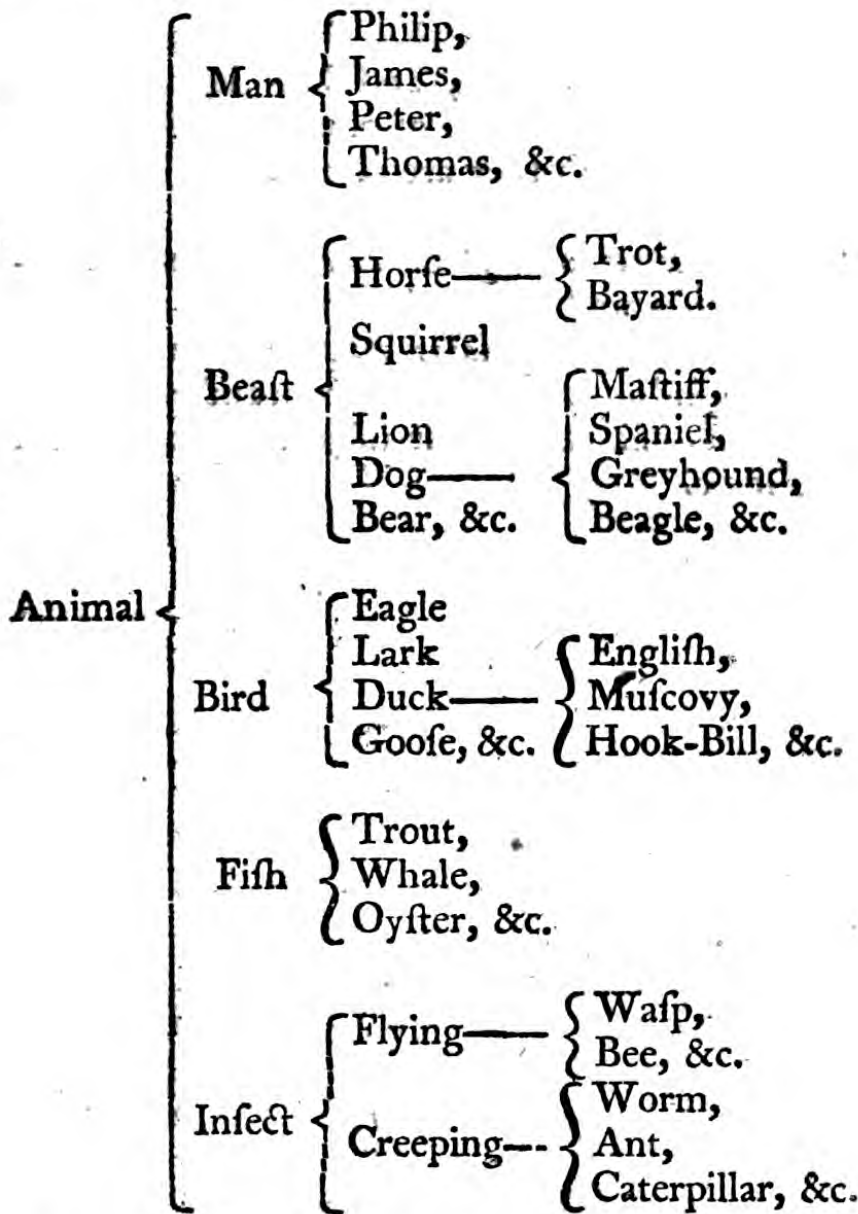 Animal
Man
Philip,
James,
Peter,
Thomas, &c.
Beaſt
Horſe
Trot,
Bayard.
Squirrel
Lion
Dog
Bear, &c.
Maſtiff,
Spaniel,
Greyhound,
Beagle, &c.
Bird
Eagle
Lark
Duck
Gooſe, &c.
Engliſh,
Muſcovy,
Hook-Bill, &c.
Fiſh
Trout,
Whale,
Oyſter, &c.
Inſect
Flying
Waſp,
Bee, &c.
Creeping
Worm,
Ant,
Caterpillar, &c.